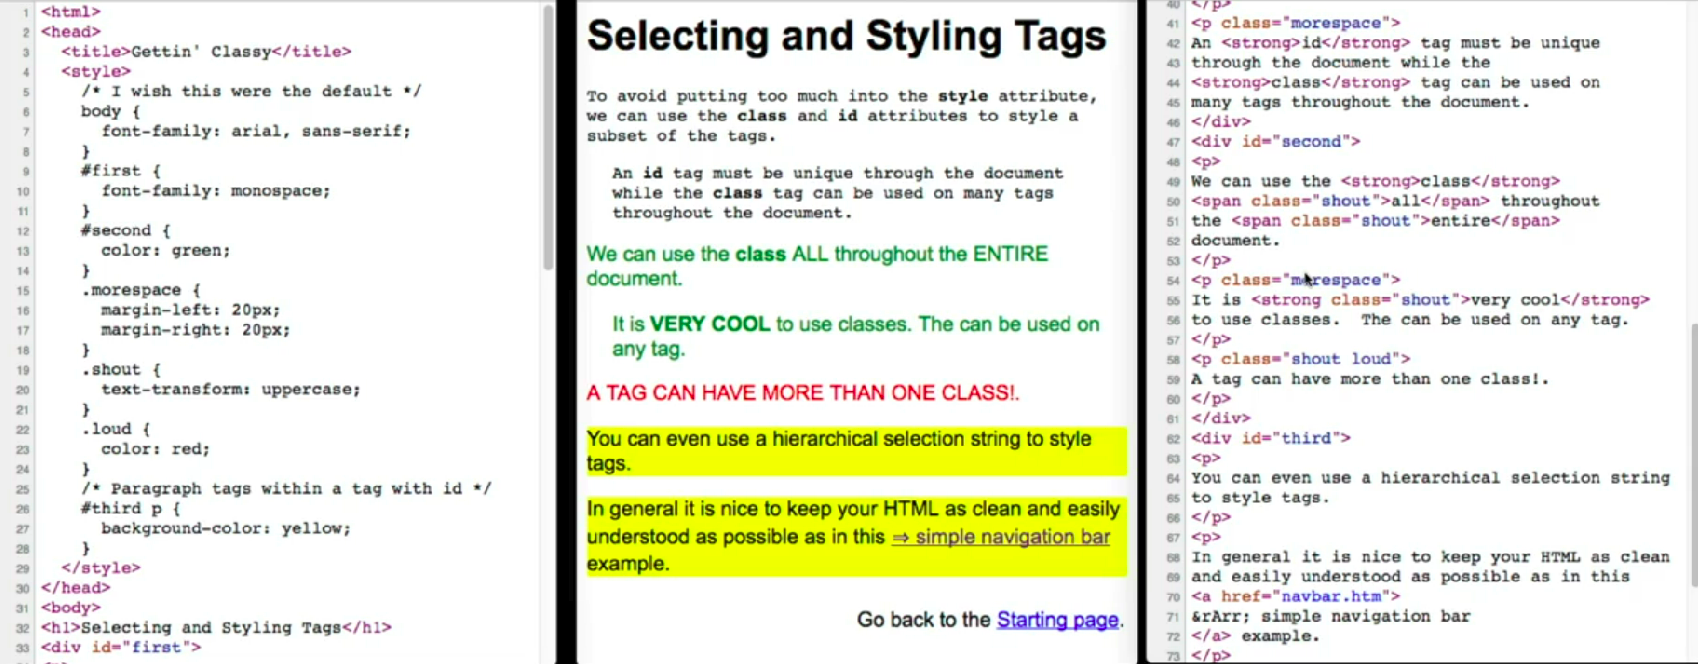 1 <html>
2 <head>
3 <title>Gettin' Classy</title>
4 <style>
5 /* I wish this were the default */
6 body {
7 font-family: arial, sans-serif;
8 }
9 #first {
10 font-family: monospace;
11 }
12 #second {
13 color: green;
14 }
15 .morespace {
16 margin-left: 20px;
17 margin-right: 20px;
18 }
19 .shout {
20 text-transform: uppercase;
21 }
22 .loud {
23 color: red;
24 }
25 /* Paragraph tags within a tag with id */
26 #third p {
27 background-color: yellow;
28 }
29 </style>
30 </head>
31 <body>
32 <h1>Selecting and Styling Tags</h1>
33 <div id="first">
Selecting and Styling Tags
To avoid putting too much into the style attribute,
we can use the class and id attributes to style a
subset of the tags.
An id tag must be unique through the document
while the class tag can be used on many tags
throughout the document.
We can use the class ALL throughout the ENTIRE
document.
It is VERY COOL to use classes. The can be used on
any tag.
A TAG CAN HAVE MORE THAN ONE CLASS!.
You can even use a hierarchical selection string to style
tags.
In general it is nice to keep your HTML as clean and easily
understood as possible as in this ⇒ simple navigation bar
example.
Go back to the Starting page.
40 </p>
41 <p class="morespace">
42 An <strong>id</strong> tag must be unique
43 through the document while the
44 <strong>class</strong> tag can be used on
45 many tags throughout the document.
46 </div>
47 <div id="second">
48 <p>
49 We can use the <strong>class</strong>
50 <span class="shout">all</span> throughout
51 the <span class="shout">entire</span>
52 document.
53 </p>
54 <p class="morespace">
55 It is <strong class="shout">very cool</strong>
56 to use classes.  The can be used on any tag.
57 </p>
58 <p class="shout loud">
59 A tag can have more than one class!.
60 </p>
61 </div>
62 <div id="third">
63 <p>
64 You can even use a hierarchical selection string
65 to style tags.
66 </p>
67 <p>
68 In general it is nice to keep your HTML as clean
69 and easily understood as possible as in this
70 <a href="navbar.htm">
71 &rArr; simple navigation bar
72 </a> example.
73 </p>